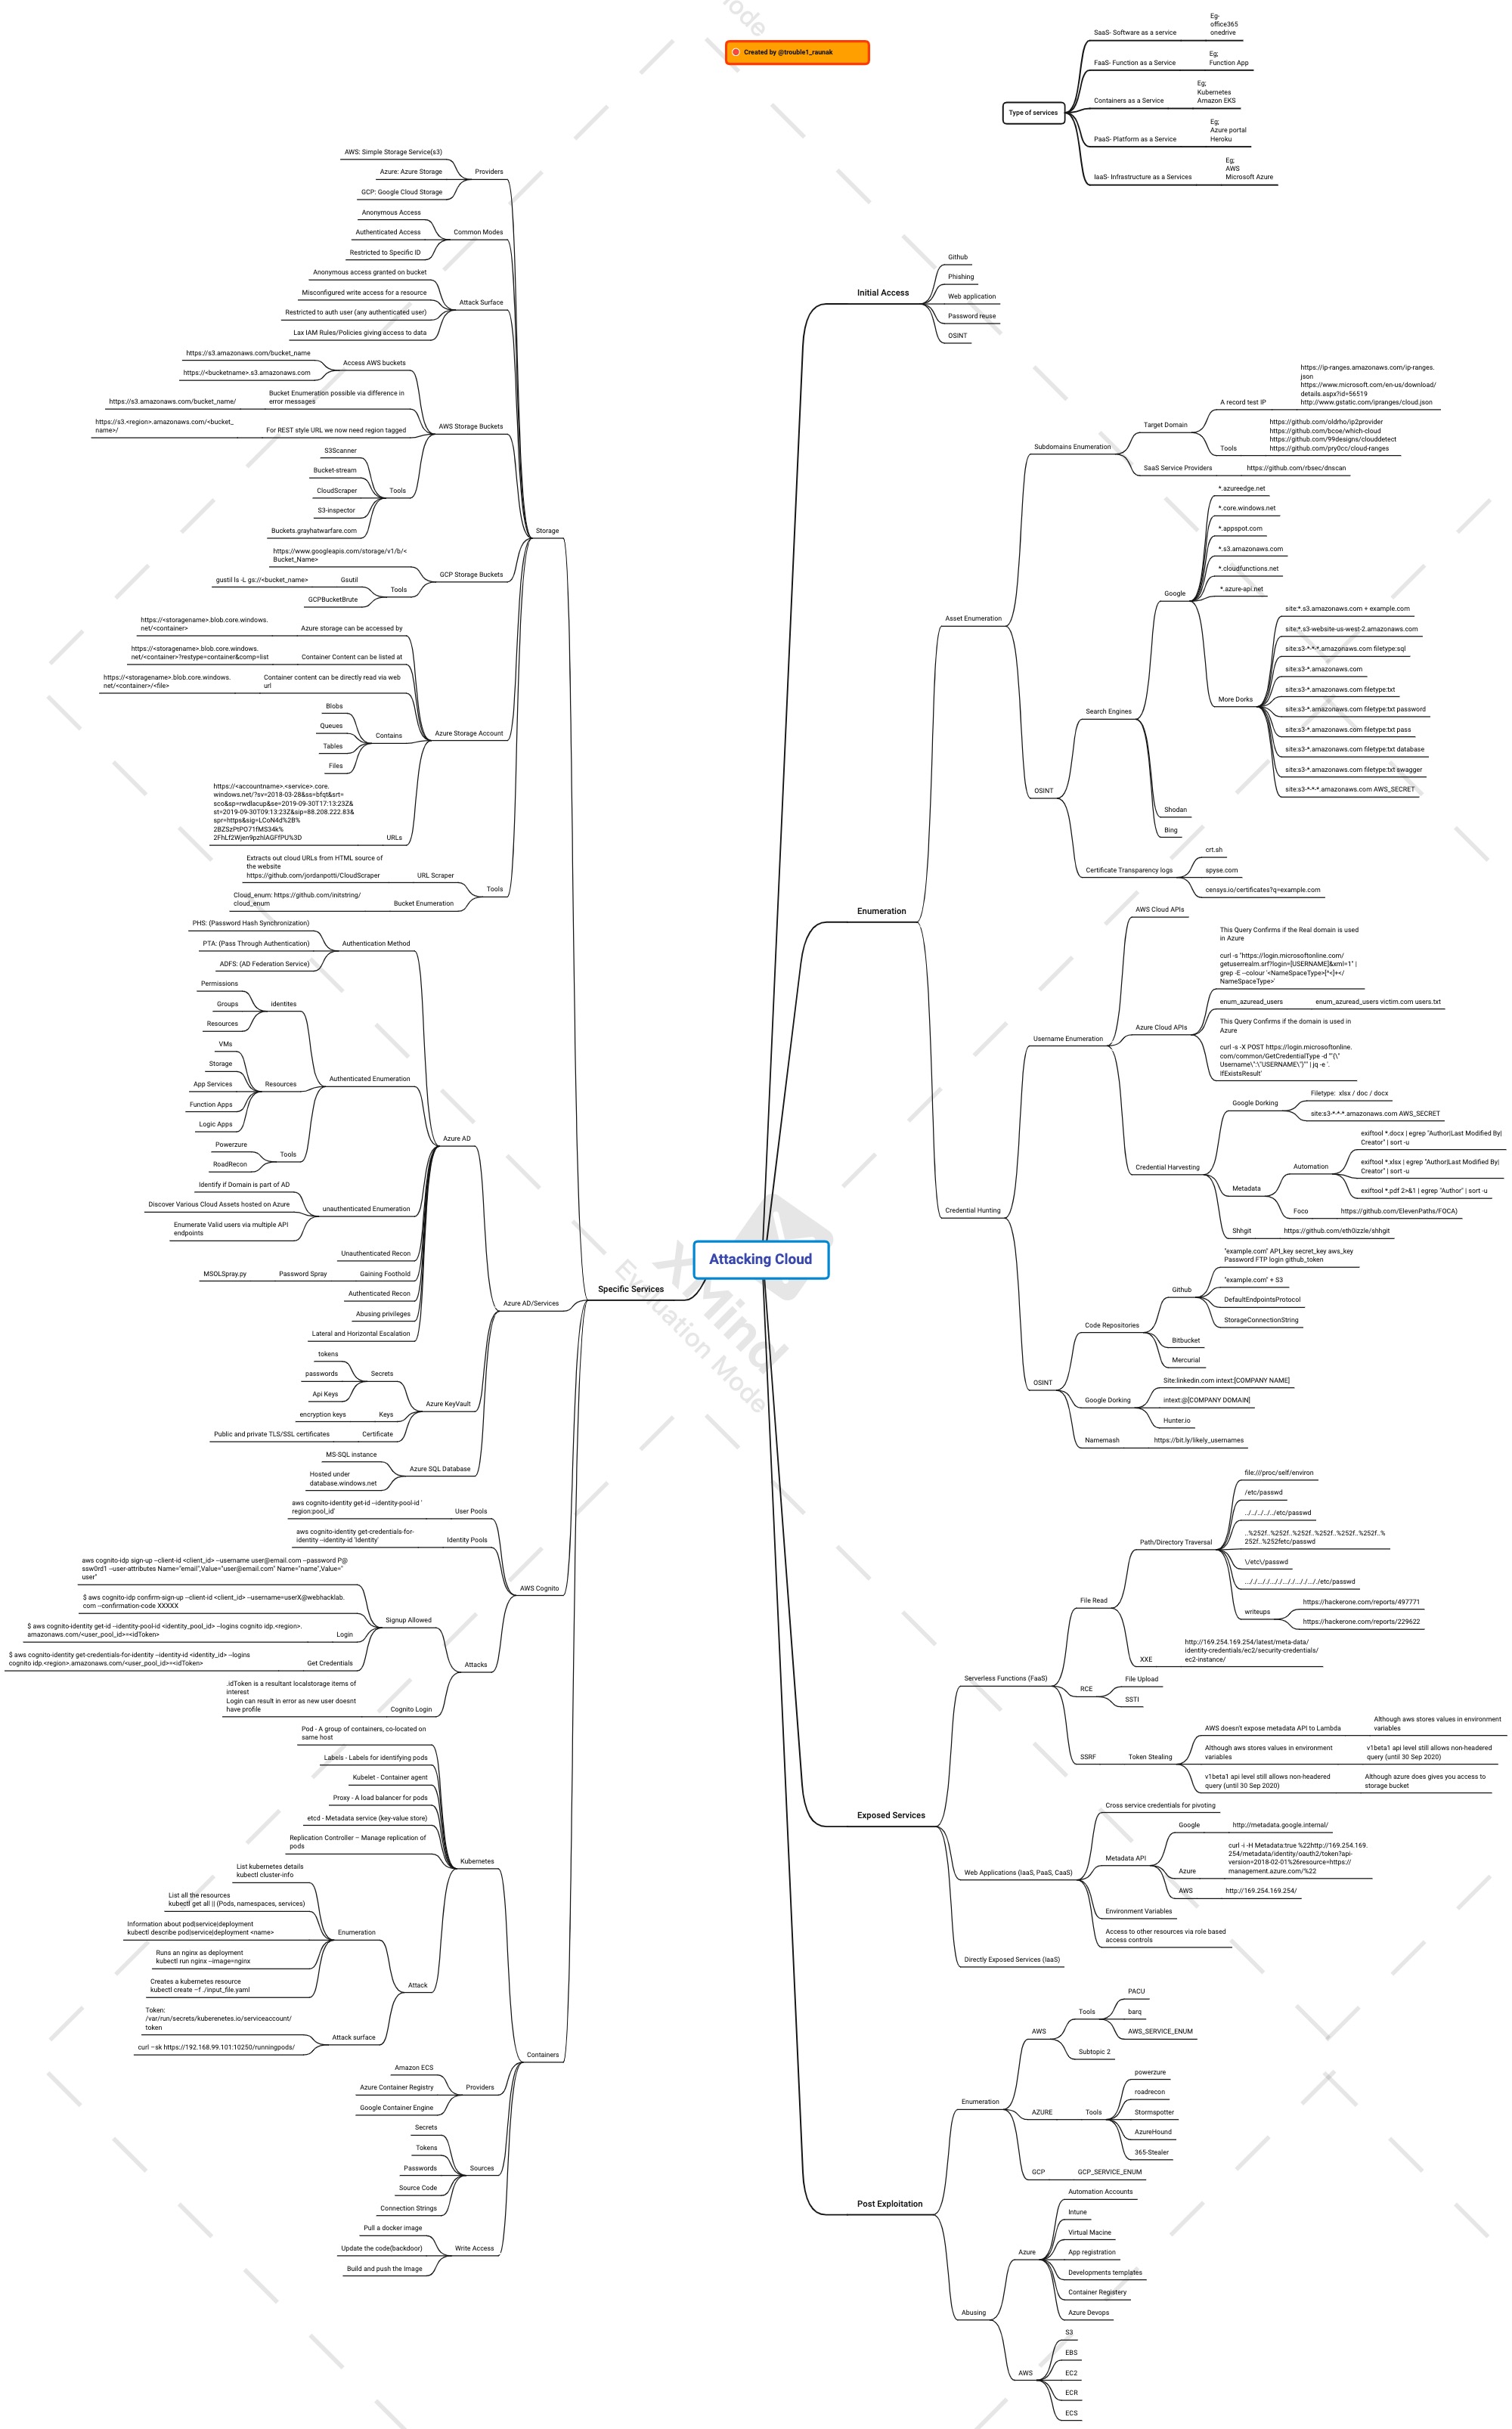 Created by @trouble1_raunak
Type of services
SaaS- Software as a service
Eg-
office365
onedrive
FaaS- Function as a Service
Eg;
Function App
Containers as a Service
Eg;
Kubernetes
Amazon EKS
PaaS- Platform as a Service
Eg;
Azure portal
Heroku
IaaS- Infrastructure as a Services
Eg;
AWS
Microsoft Azure
Attacking Cloud
Initial Access
Github
Phishing
Web application
Password reuse
OSINT
Enumeration
Asset Enumeration
Subdomains Enumeration
Target Domain
A record test IP
https://ip-ranges.amazonaws.com/ip-ranges.
json
https://www.microsoft.com/en-us/download/
details.aspx?id=56519
http://www.gstatic.com/ipranges/cloud.json
Tools
https://github.com/oldrho/ip2provider
https://github.com/bcoe/which-cloud
https://github.com/99designs/clouddetect
https://github.com/pry0cc/cloud-ranges
SaaS Service Providers
https://github.com/rbsec/dnscan
OSINT
Search Engines
Google
*.azureedge.net
*.core.windows.net
*.appspot.com
*.s3.amazonaws.com
*.cloudfunctions.net
*.azure-api.net
More Dorks
site:*.s3.amazonaws.com + example.com
site:*.s3-website-us-west-2.amazonaws.com
site:s3-*-*-*.amazonaws.com filetype:sql
site:s3-*.amazonaws.com
site:s3-*.amazonaws.com filetype:txt
site:s3-*.amazonaws.com filetype:txt password
site:s3-*.amazonaws.com filetype:txt pass
site:s3-*.amazonaws.com filetype:txt database
site:s3-*.amazonaws.com filetype:txt swagger
site:s3-*-*-*.amazonaws.com AWS_SECRET
Shodan
Bing
Certificate Transparency logs
crt.sh
spyse.com
censys.io/certificates?q=example.com
Credential Hunting
Username Enumeration
AWS Cloud APIs
Azure Cloud APIs
This Query Confirms if the Real domain is used
in Azure
curl -s "https://login.microsoftonline.com/
getuserrealm.srf?login=[USERNAME]&xml=1" |
grep -E --colour '<NameSpaceType>[^<]+</
NameSpaceType>'
enum_azuread_users
enum_azuread_users victim.com users.txt
This Query Confirms if the domain is used in
Azure
curl -s -X POST https://login.microsoftonline.
com/common/GetCredentialType -d '"{\"
Username\":\"USERNAME\"}"' | jq -e '.
IfExistsResult'
Credential Harvesting
Google Dorking
Filetype: xlsx / doc / docx
site:s3-*-*-*.amazonaws.com AWS_SECRET
Metadata
Automation
exiftool *.docx | egrep "Author|Last Modified By|
Creator" | sort -u
exiftool *.xlsx | egrep "Author|Last Modified By|
Creator" | sort -u
exiftool *.pdf 2>&1 | egrep "Author" | sort -u
Foco
https://github.com/ElevenPaths/FOCA)
Shhgit
https://github.com/eth0izzle/shhgit
OSINT
Code Repositories
Github
"example.com" API_key secret_key aws_key
Password FTP login github_token
"example.com" + S3
DefaultEndpointsProtocol
StorageConnectionString
Bitbucket
Mercurial
Google Dorking
Site:linkedin.com intext:[COMPANY NAME]
intext:@[COMPANY DOMAIN]
Hunter.io
Namemash
https://bit.ly/likely_usernames
Exposed Services
Serverless Functions (FaaS)
File Read
Path/Directory Traversal
file:///proc/self/environ
/etc/passwd
../../../../../etc/passwd
..%252f..%252f..%252f..%252f..%252f..%252f..%
252f..%252fetc/passwd
\/etc\/passwd
.../././.../././.../././.../././.../././etc/passwd
writeups
https://hackerone.com/reports/497771
https://hackerone.com/reports/229622
XXE
http://169.254.169.254/latest/meta-data/
identity-credentials/ec2/security-credentials/
ec2-instance/
RCE
File Upload
SSTI
SSRF
Token Stealing
AWS doesn't expose metadata API to Lambda
Although aws stores values in environment
variables
Although aws stores values in environment
variables
v1beta1 api level still allows non-headered
query (until 30 Sep 2020)
v1beta1 api level still allows non-headered
query (until 30 Sep 2020)
Although azure does gives you access to
storage bucket
Web Applications (IaaS, PaaS, CaaS)
Cross service credentials for pivoting
Metadata API
Google
http://metadata.google.internal/
Azure
curl -i -H Metadata:true %22http://169.254.169.
254/metadata/identity/oauth2/token?api-
version=2018-02-01%26resource=https://
management.azure.com/%22
AWS
http://169.254.169.254/
Environment Variables
Access to other resources via role based
access controls
Directly Exposed Services (IaaS)
Post Exploitation
Enumeration
AWS
Tools
PACU
barq
AWS_SERVICE_ENUM
Subtopic 2
AZURE
Tools
powerzure
roadrecon
Stormspotter
AzureHound
365-Stealer
GCP
GCP_SERVICE_ENUM
Abusing
Azure
Automation Accounts
Intune
Virtual Macine
App registration
Developments templates
Container Registery
Azure Devops
AWS
S3
EBS
EC2
ECR
ECS
Specific Services
Storage
Providers
AWS: Simple Storage Service(s3)
Azure: Azure Storage
GCP: Google Cloud Storage
Common Modes
Anonymous Access
Authenticated Access
Restricted to Specific ID
Attack Surface
Anonymous access granted on bucket
Misconfigured write access for a resource
Restricted to auth user (any authenticated user)
Lax IAM Rules/Policies giving access to data
AWS Storage Buckets
Access AWS buckets
https://s3.amazonaws.com/bucket_name
https://<bucketname>.s3.amazonaws.com
Bucket Enumeration possible via difference in
error messages
https://s3.amazonaws.com/bucket_name/
For REST style URL we now need region tagged
https://s3.<region>.amazonaws.com/<bucket_
name>/
Tools
S3Scanner
Bucket-stream
CloudScraper
S3-inspector
Buckets.grayhatwarfare.com
GCP Storage Buckets
https://www.googleapis.com/storage/v1/b/<
Bucket_Name>
Tools
Gsutil
gustil ls -L gs://<bucket_name>
GCPBucketBrute
Azure Storage Account
Azure storage can be accessed by
https://<storagename>.blob.core.windows.
net/<container>
Container Content can be listed at
https://<storagename>.blob.core.windows.
net/<container>?restype=container&comp=list
Container content can be directly read via web
url
https://<storagename>.blob.core.windows.
net/<container>/<file>
Contains
Blobs
Queues
Tables
Files
URLs
https://<accountname>.<service>.core.
windows.net/?sv=2018-03-28&ss=bfqt&srt=
sco&sp=rwdlacup&se=2019-09-30T17:13:23Z&
st=2019-09-30T09:13:23Z&sip=88.208.222.83&
spr=https&sig=LCoN4d%2B%
2BZSzPtPO71fMS34k%
2FhLf2Wjen9pzhlAGFfPU%3D
Tools
URL Scraper
Extracts out cloud URLs from HTML source of
the website
https://github.com/jordanpotti/CloudScraper
Bucket Enumeration
Cloud_enum: https://github.com/initstring/
cloud_enum
Azure AD/Services
Azure AD
Authentication Method
PHS: (Password Hash Synchronization)
PTA: (Pass Through Authentication)
ADFS: (AD Federation Service)
Authenticated Enumeration
identites
Permissions
Groups
Resources
Resources
VMs
Storage
App Services
Function Apps
Logic Apps
Tools
Powerzure
RoadRecon
unauthenticated Enumeration
Identify if Domain is part of AD
Discover Various Cloud Assets hosted on Azure
Enumerate Valid users via multiple API
endpoints
Unauthenticated Recon
Gaining Foothold
Password Spray
MSOLSpray.py
Authenticated Recon
Abusing privileges
Lateral and Horizontal Escalation
Azure KeyVault
Secrets
tokens
passwords
Api Keys
Keys
encryption keys
Certificate
Public and private TLS/SSL certificates
Azure SQL Database
MS-SQL instance
Hosted under
database.windows.net
AWS Cognito
User Pools
aws cognito-identity get-id --identity-pool-id '
region:pool_id'
Identity Pools
aws cognito-identity get-credentials-for-
identity --identity-id 'Identity'
Attacks
Signup Allowed
aws cognito-idp sign-up --client-id <client_id> --username user@email.com --password P@
ssw0rd1 --user-attributes Name="email",Value="user@email.com" Name="name",Value="
user"
$ aws cognito-idp confirm-sign-up --client-id <client_id> --username=userX@webhacklab.
com --confirmation-code XXXXX
Login
$ aws cognito-identity get-id --identity-pool-id <identity_pool_id> --logins cognito idp.<region>.
amazonaws.com/<user_pool_id>=<idToken>
Get Credentials
$ aws cognito-identity get-credentials-for-identity --identity-id <identity_id> --logins
cognito idp.<region>.amazonaws.com/<user_pool_id>=<idToken>
Cognito Login
.idToken is a resultant localstorage items of
interest
Login can result in error as new user doesnt
have profile
Containers
Kubernetes
Pod - A group of containers, co-located on
same host
Labels - Labels for identifying pods
Kubelet - Container agent
Proxy - A load balancer for pods
etcd - Metadata service (key-value store)
Replication Controller – Manage replication of
pods
Attack
Enumeration
List kubernetes details
kubectl cluster-info
List all the resources
kubectl get all || (Pods, namespaces, services)
Information about pod|service|deployment
kubectl describe pod|service|deployment <name>
Runs an nginx as deployment
kubectl run nginx --image=nginx
Creates a kubernetes resource
kubectl create –f ./input_file.yaml
Attack surface
Token:
/var/run/secrets/kuberenetes.io/serviceaccount/
token
curl –sk https://192.168.99.101:10250/runningpods/
Providers
Amazon ECS
Azure Container Registry
Google Container Engine
Sources
Secrets
Tokens
Passwords
Source Code
Connection Strings
Write Access
Pull a docker image
Update the code(backdoor)
Build and push the Image
XMind
Evaluation Mode